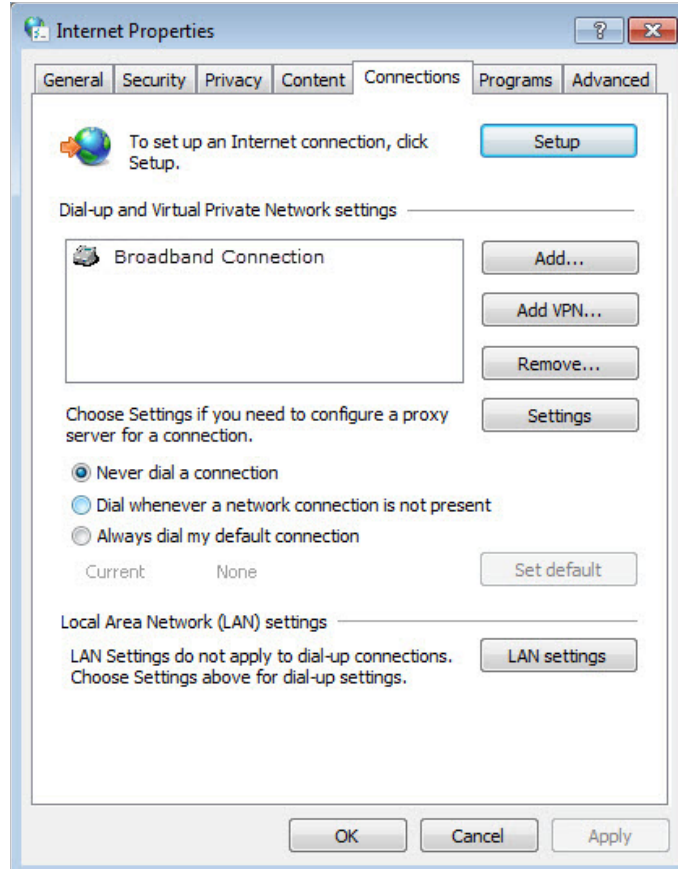 Internet Properties
?
General Security Privacy Content Connections Programs Advanced
To set up an Internet connection, click
Setup.
Setup
Dial-up and Virtual Private Network settings
Broadband Connection
Add...
Add VPN...
Remove...
Choose Settings if you need to configure a proxy
server for a connection.
Settings
Never dial a connection
Dial whenever a network connection is not present
Always dial my default connection
Current None
Set default
Local Area Network (LAN) settings
LAN Settings do not apply to dial-up connections.
Choose Settings above for dial-up settings.
LAN settings
OK Cancel Apply